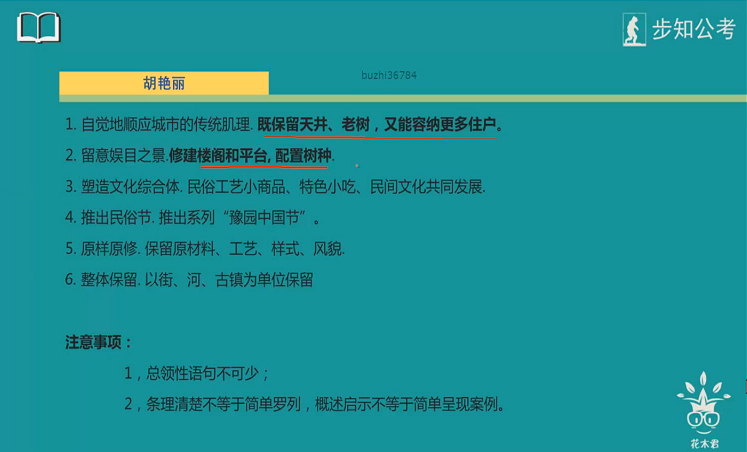 步知公考
胡艳丽
buzhi36784
1. 自觉地顺应城市的传统肌理. 既保留天井、老树，又能容纳更多住户。
2. 留意娱目之景.修建楼阁和平台, 配置树种.
3. 塑造文化综合体. 民俗工艺小商品、特色小吃、民间文化共同发展.
4. 推出民俗节. 推出系列“豫园中国节”。
5. 原样原修. 保留原材料、工艺、样式、风貌.
6. 整体保留. 以街、河、古镇为单位保留
注意事项：
1，总领性语句不可少；
2，条理清楚不等于简单罗列，概述启示不等于简单呈现案例。
花木君